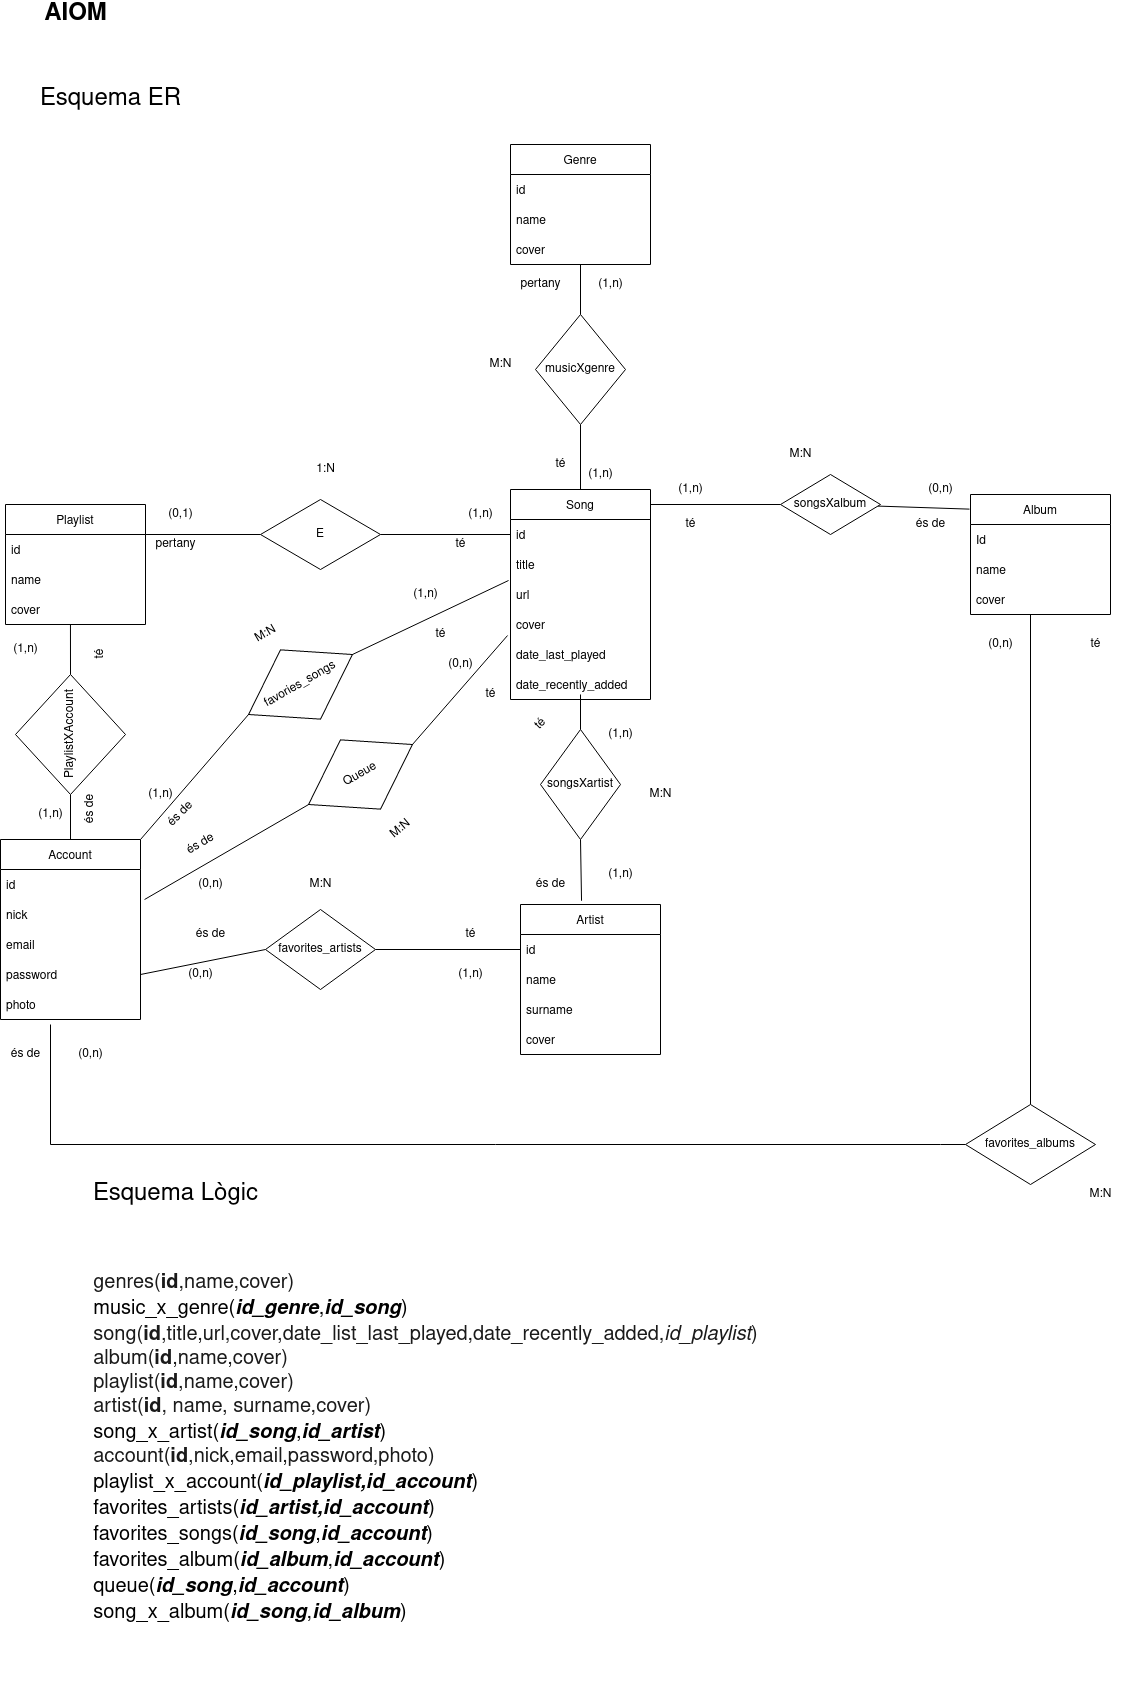 AIOM
Esquema ER
Genre
id
name
cover
pertany (1,n)
M:N
musicXgenre
té
(1,n)
M:N
1:N
Playlist
id
name
cover
(0,1)
pertany
E
(1,n)
té
Song
id
title
url
cover
date_last_played
date_recently_added
(1,n)
té
songsXalbum
(0,n)
és de
Album
Id
name
cover
(1,n)
té
PlaylistXAccount
(1,n)
és de
M:N
favories_songs
(1,n)
té
(1,n)
és de
(0,n)
té
Queue
M:N
és de
(0,n)
té
(1,n)
songsXartist
M:N
és de
(1,n)
(0,n)
té
Account
id
nick
email
password
photo
M:N
és de
(0,n)
favorites_artists
té
(1,n)
Artist
id
name
surname
cover
és de
(0,n)
favorites_albums
M:N
Esquema Lògic
genres(id,name,cover)
music_x_genre(id_genre,id_song)
song(id,title,url,cover,date_list_last_played,date_recently_added,id_playlist)
album(id,name,cover)
playlist(id,name,cover)
artist(id, name, surname,cover)
song_x_artist(id_song,id_artist)
account(id,nick,email,password,photo)
playlist_x_account(id_playlist,id_account)
favorites_artists(id_artist,id_account)
favorites_songs(id_song,id_account)
favorites_album(id_album,id_account)
queue(id_song,id_account)
song_x_album(id_song,id_album)